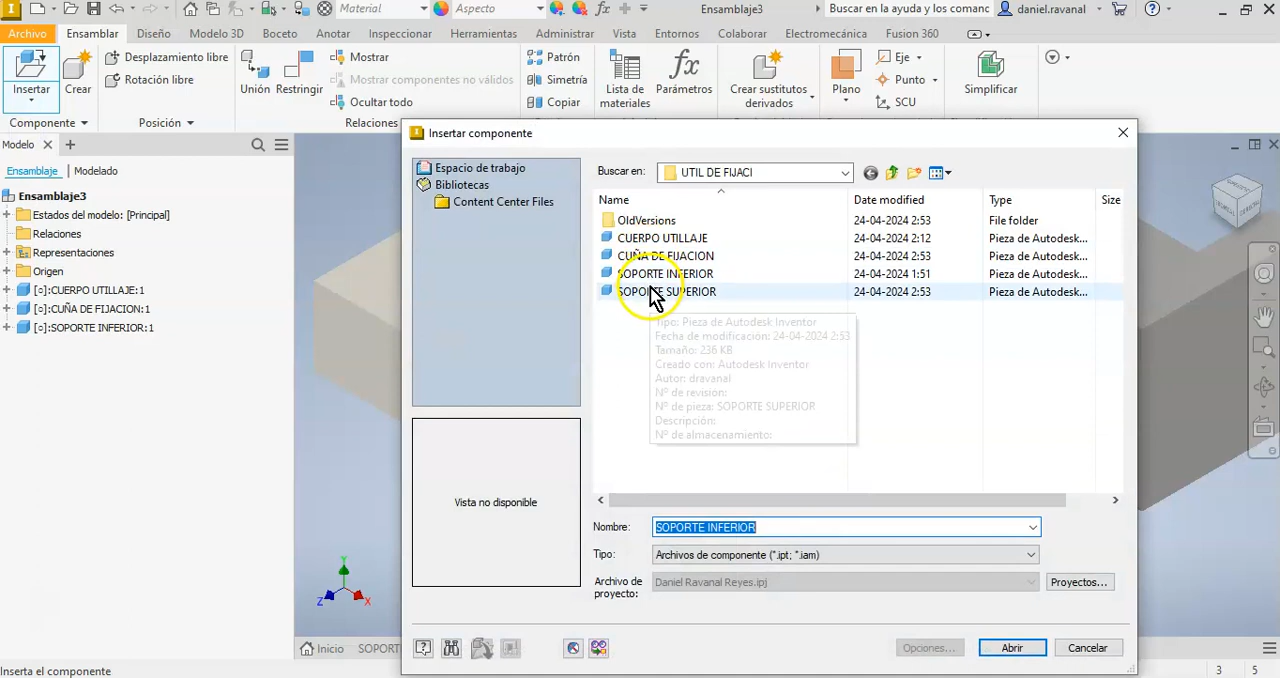 Material
Aspecto
fx
Ensamblaje3
Buscar en la ayuda y los comanc
daniel.ravanal
Archivo
Ensamblar
Diseño
Modelo 3D
Boceto
Anotar
Inspeccionar
Herramientas
Administrar
Vista
Entornos
Colaborar
Electromecánica
Fusion 360
Insertar
Crear
Desplazamiento libre
Rotación libre
Unión
Restringir
Mostrar
Mostrar componentes no válidos
Ocultar todo
Patrón
Simetría
Copiar
Lista de
materiales
fx
Parámetros
Crear sustitutos
derivados
Plano
Eje
Punto
SCU
Simplificar
Componente
Posición
Relaciones
Modelo
Ensamblaje
Modelado
Ensamblaje3
Estados del modelo: [Principal]
Relaciones
Representaciones
Origen
[○]:CUERPO UTILLAJE:1
[○]:CUÑA DE FIJACION:1
[○]:SOPORTE INFERIOR:1
Insertar componente
Espacio de trabajo
Bibliotecas
Content Center Files
Vista no disponible
Buscar en:
UTIL DE FIJACI
Name
Date modified
Type
Size
OldVersions
24-04-2024 2:53
File folder
CUERPO UTILLAJE
24-04-2024 2:12
Pieza de Autodesk...
CUÑA DE FIJACION
24-04-2024 2:53
Pieza de Autodesk...
SOPORTE INFERIOR
24-04-2024 1:51
Pieza de Autodesk...
SOPORTE SUPERIOR
24-04-2024 2:53
Pieza de Autodesk...
Tipo: Pieza de Autodesk Inventor
Fecha de modificación: 24-04-2024 2:53
Tamaño: 236 KB
Creado con: Autodesk Inventor
Autor: dravanal
Nº de revisión:
Nº de pieza: SOPORTE SUPERIOR
Descripción:
Nº de almacenamiento:
Nombre:
SOPORTE INFERIOR
Tipo:
Archivos de componente (*.ipt; *.iam)
Archivo de
proyecto:
Daniel Ravanal Reyes.ipj
Proyectos...
Opciones...
Abrir
Cancelar
Y
Z
X
Inicio
SOPORT
Inserta el componente
3
5